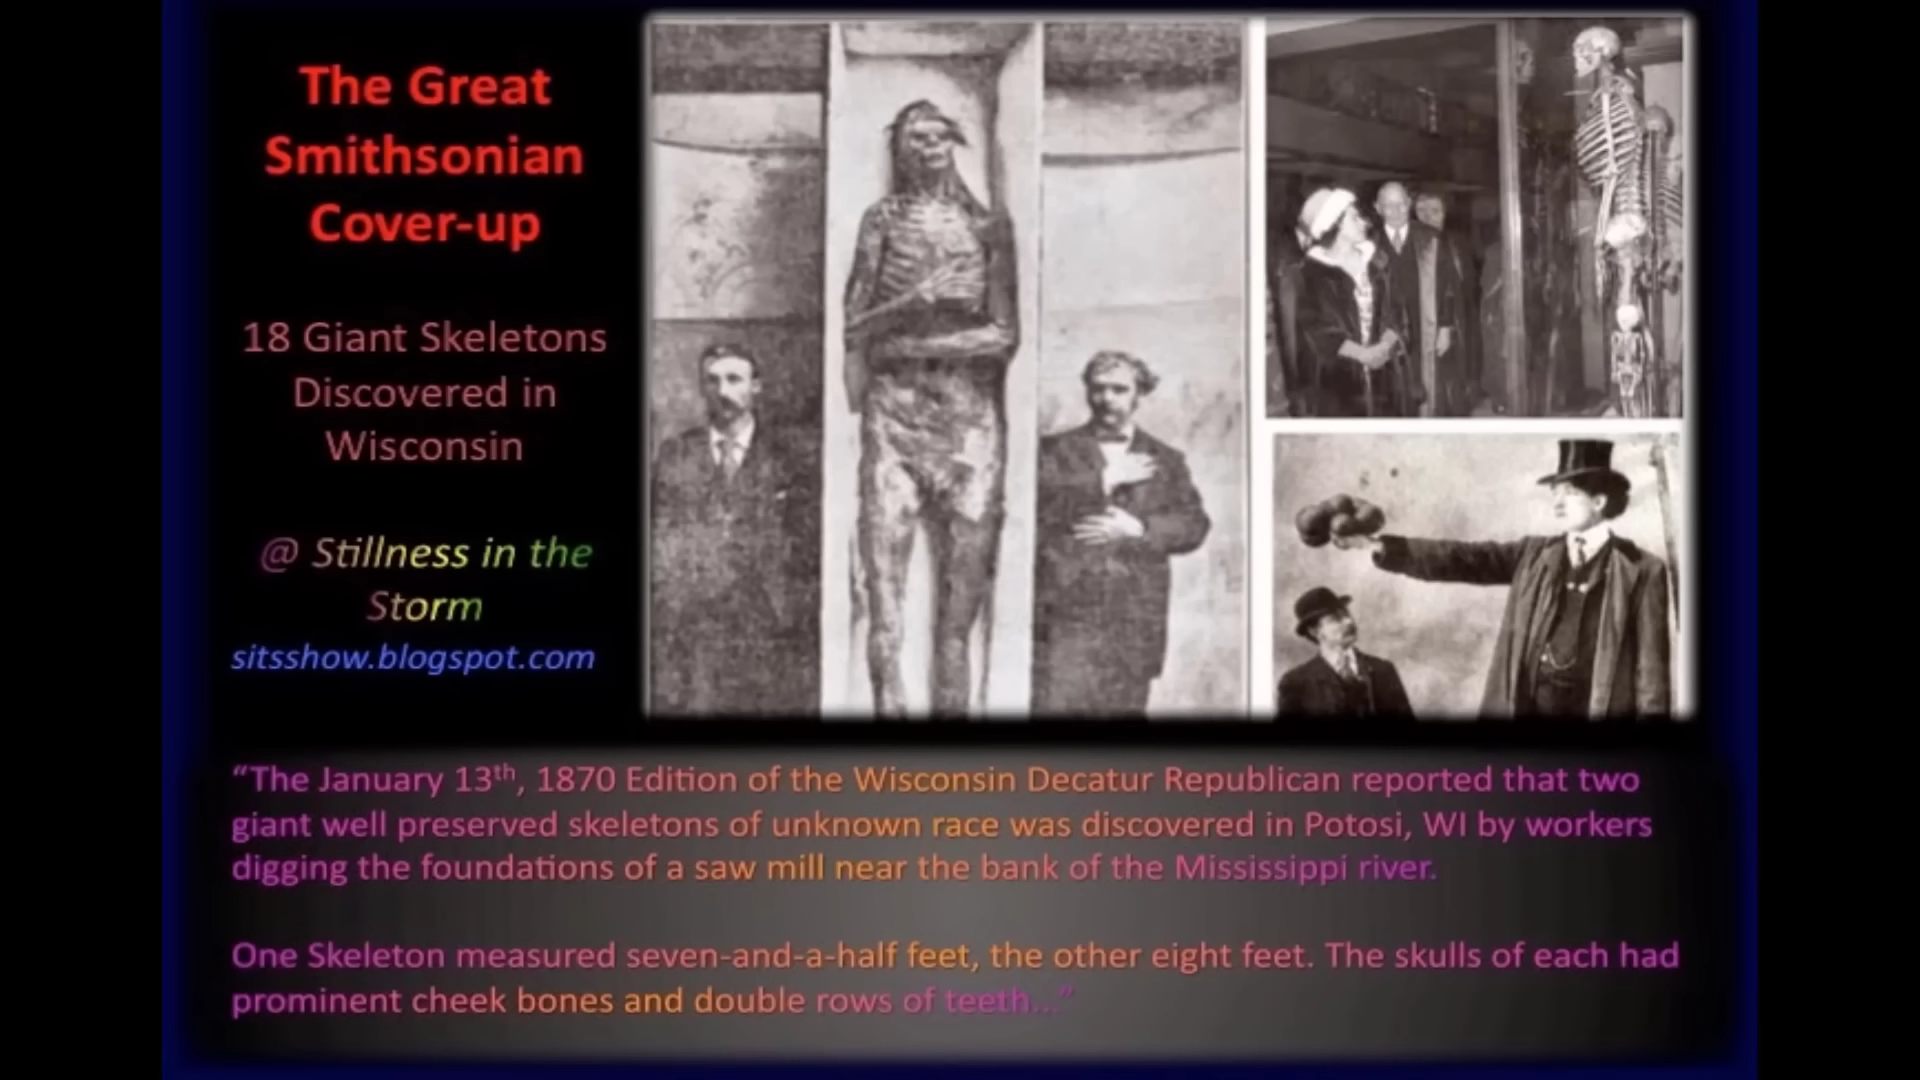 The Great
Smithsonian
Cover-up
18 Giant Skeletons
Discovered in
Wisconsin
@ Stillness in the
Storm
sitsshow.blogspot.com
“The January 13th, 1870 Edition of the Wisconsin Decatur Republican reported that two
giant well preserved skeletons of unknown race was discovered in Potosi, WI by workers
digging the foundations of a saw mill near the bank of the Mississippi river.
One Skeleton measured seven-and-a-half feet, the other eight feet. The skulls of each had
prominent cheek bones and double rows of teeth...”